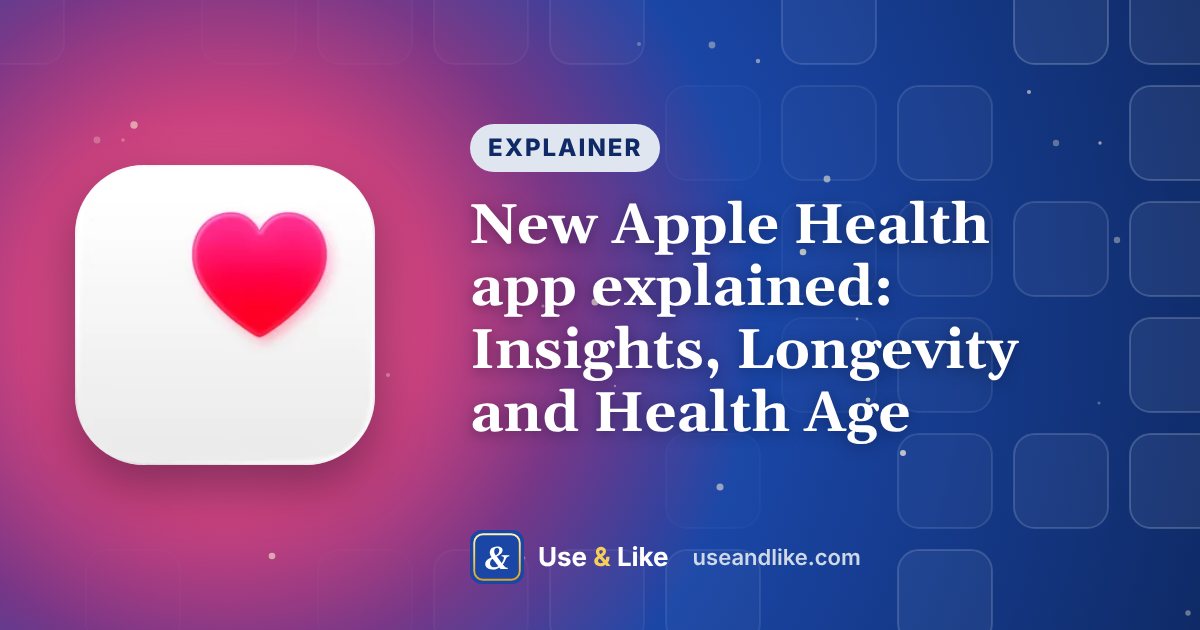 EXPLAINER
New Apple Health
app explained:
Insights, Longevity
and Health Age
& Use & Like useandlike.com